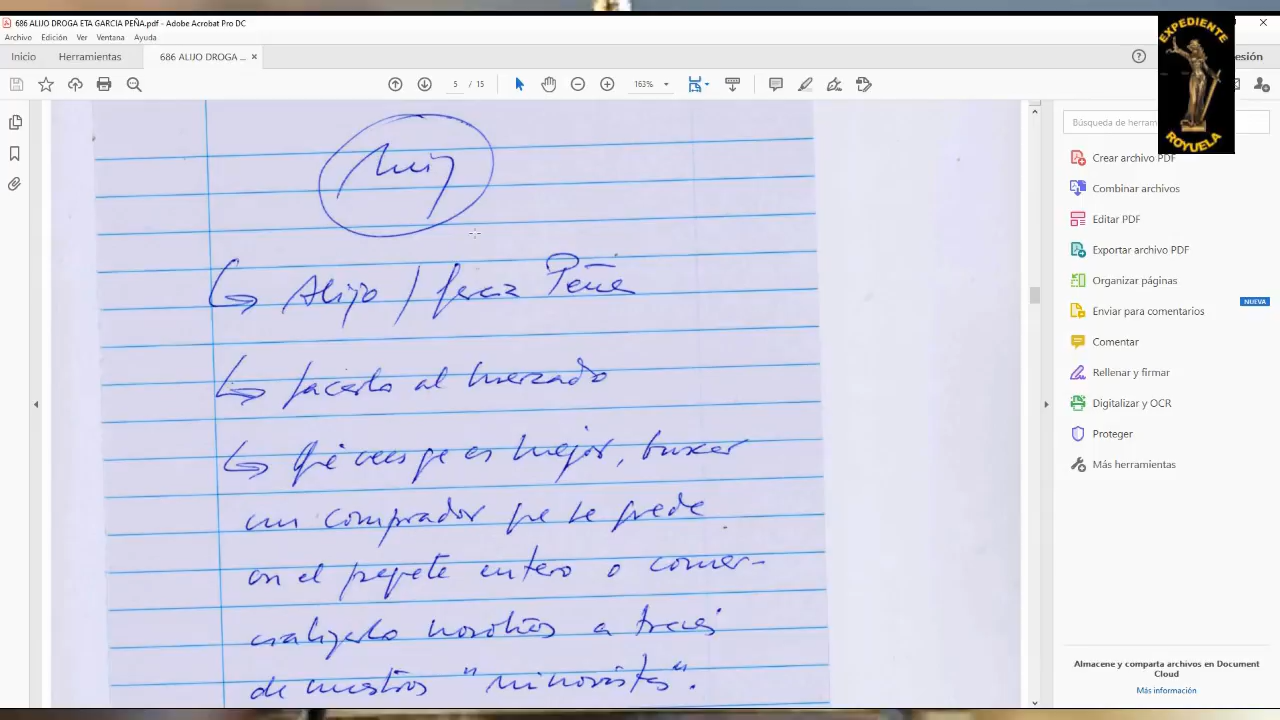 686 ALIJO DROGA ETA GARCIA PEÑA.pdf - Adobe Acrobat Pro DC
Archivo Edición Ver Ventana Ayuda
Inicio Herramientas 686 ALIJO DROGA ...
5 / 15 163%
EXPEDIENTE
ROYUELA
esión
Búsqueda de herram
Crear archivo PDF
Combinar archivos
Editar PDF
Exportar archivo PDF
Organizar páginas
NUEVA
Enviar para comentarios
Comentar
Rellenar y firmar
Digitalizar y OCR
Proteger
Más herramientas
Almacene y comparta archivos en Document
Cloud
Más información
Ruiz
Alijo / García Peña
Sacarlo al mercado
Qué crees que es mejor, buscar
un comprador que se quede
con el paquete entero o comer-
cializarlo nosotros a través
de nuestros "minoristas".